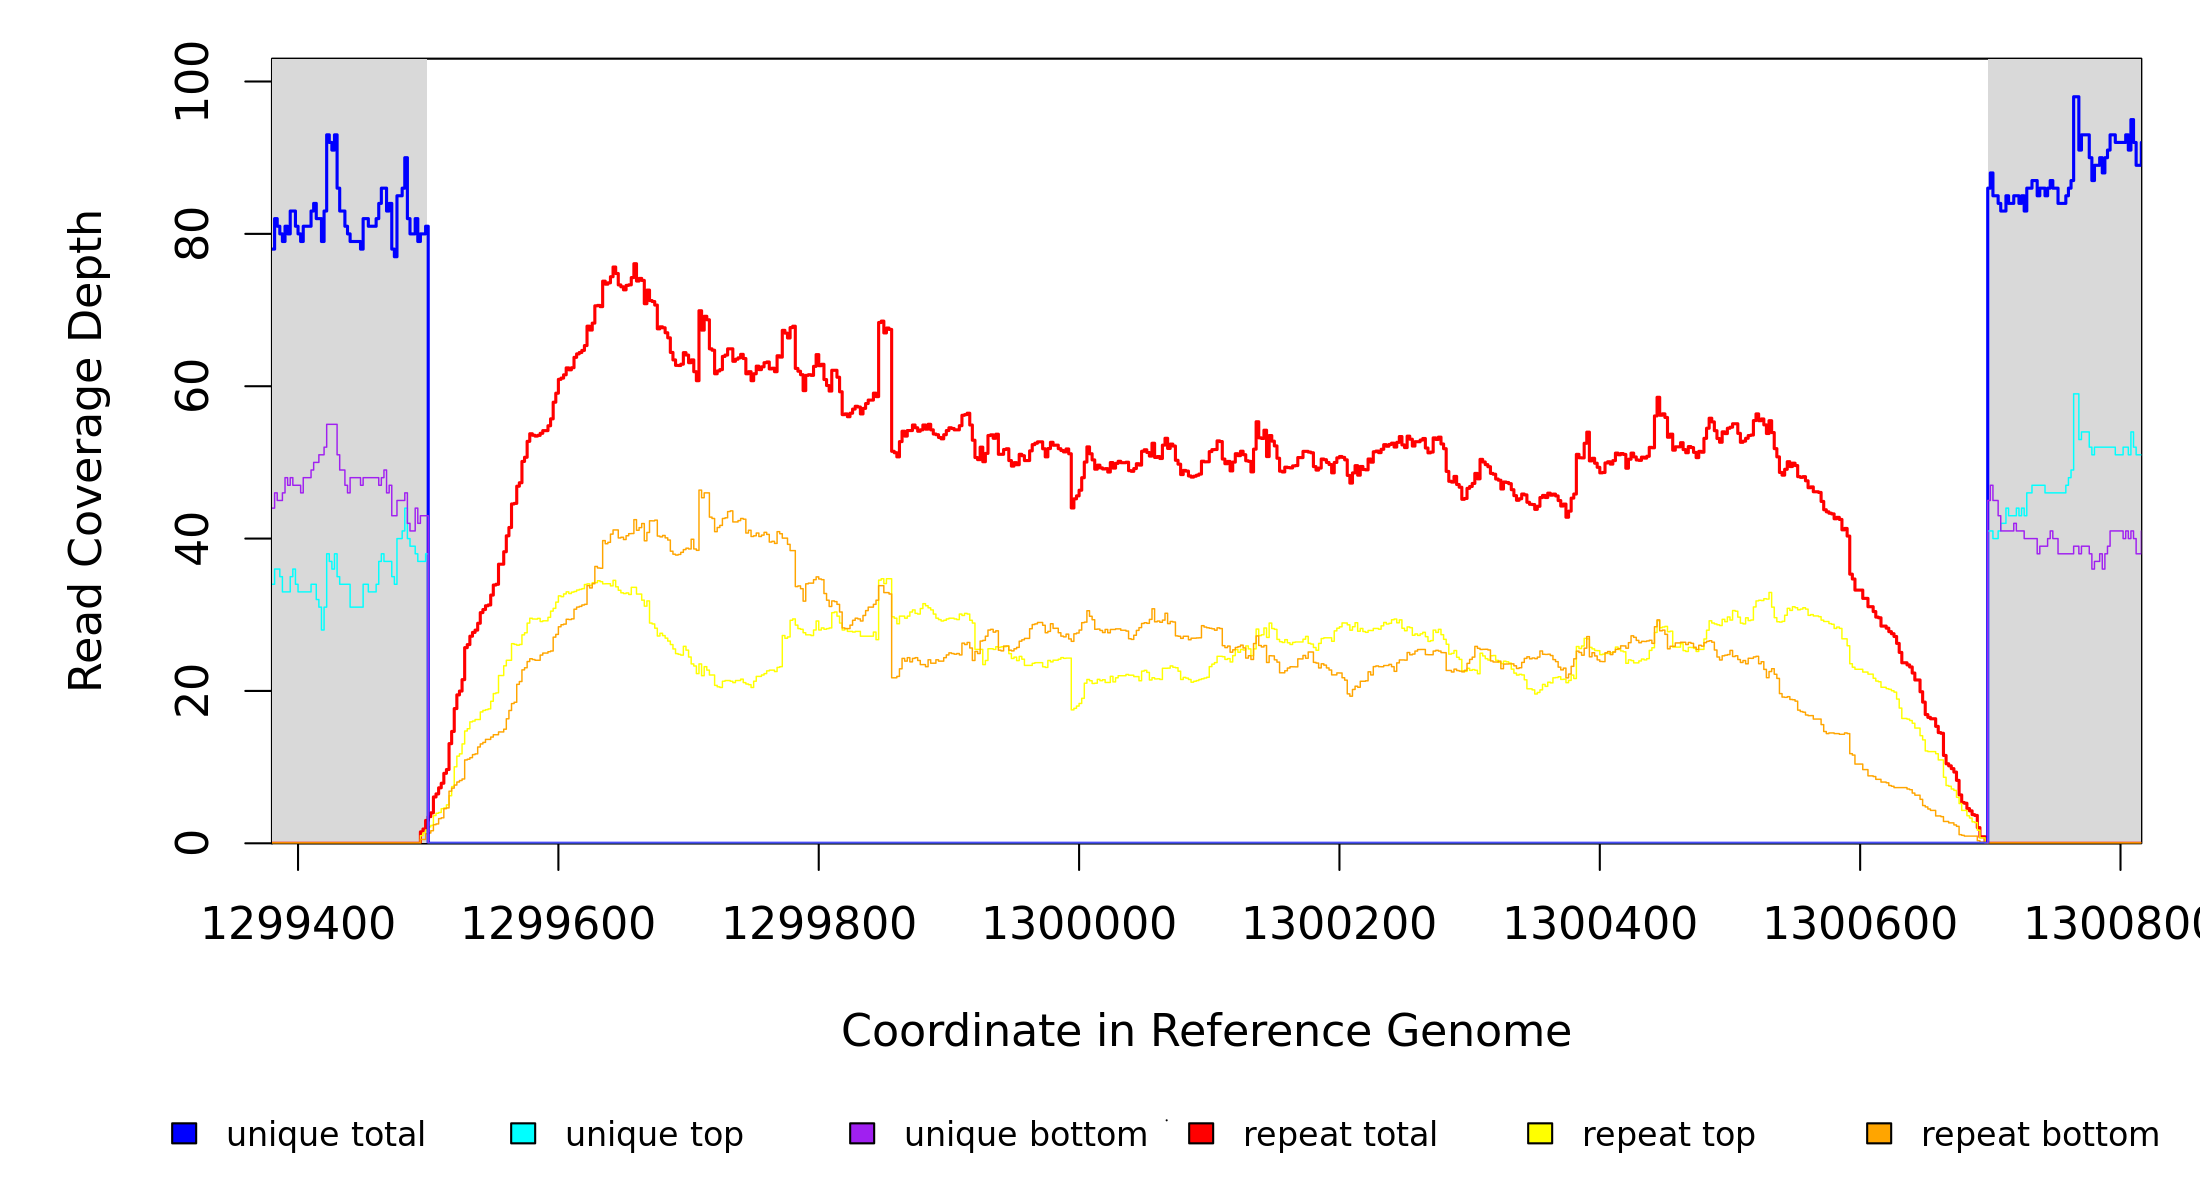 Read Coverage Depth
100
80
60
40
20
0
1299400 1299600 1299800 1300000 1300200 1300400 1300600 130080
Coordinate in Reference Genome
unique total unique top unique bottom repeat total repeat top repeat bottom